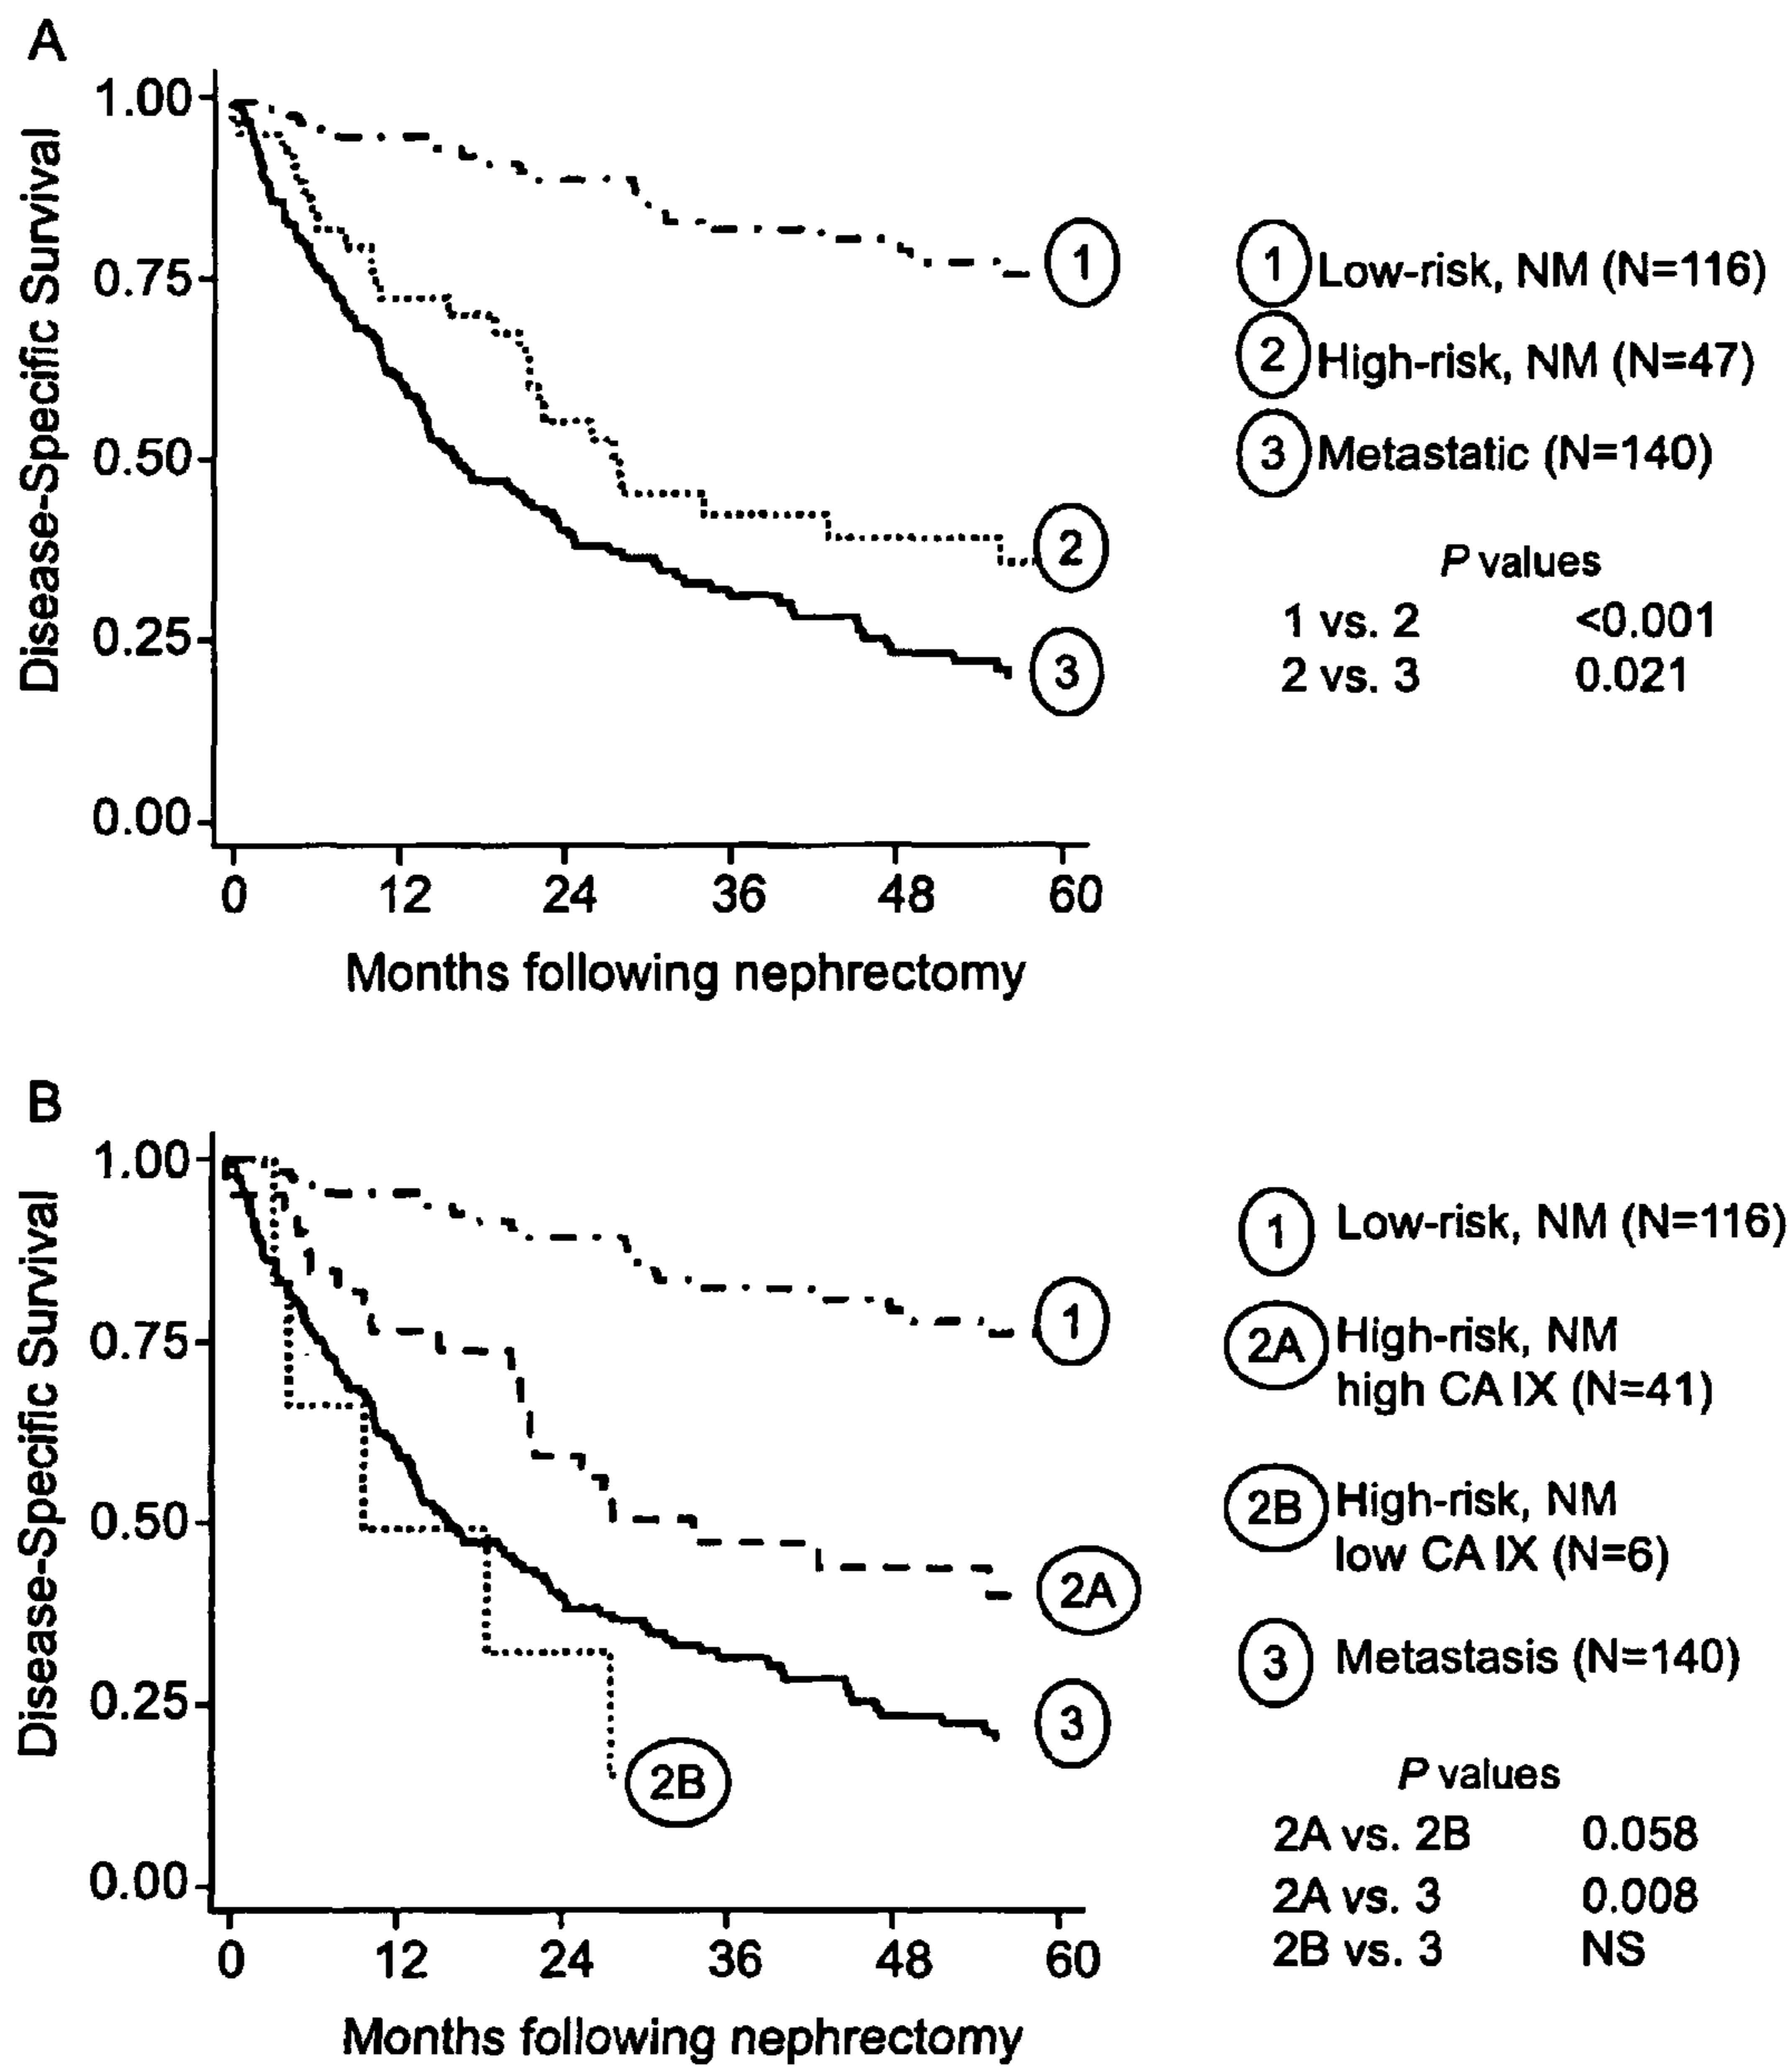 A
Disease-Specific Survival
1.00
0.75
0.50
0.25
0.00
0 12 24 36 48 60
Months following nephrectomy
1
2
3
1 Low-risk, NM (N=116)
2 High-risk, NM (N=47)
3 Metastatic (N=140)
P values
1 vs. 2 <0.001
2 vs. 3 0.021
B
Disease-Specific Survival
1.00
0.75
0.50
0.25
0.00
0 12 24 36 48 60
Months following nephrectomy
1
2A
3
2B
1 Low-risk, NM (N=116)
2A High-risk, NM
high CA IX (N=41)
2B High-risk, NM
low CA IX (N=6)
3 Metastasis (N=140)
P values
2A vs. 2B 0.058
2A vs. 3 0.008
2B vs. 3 NS